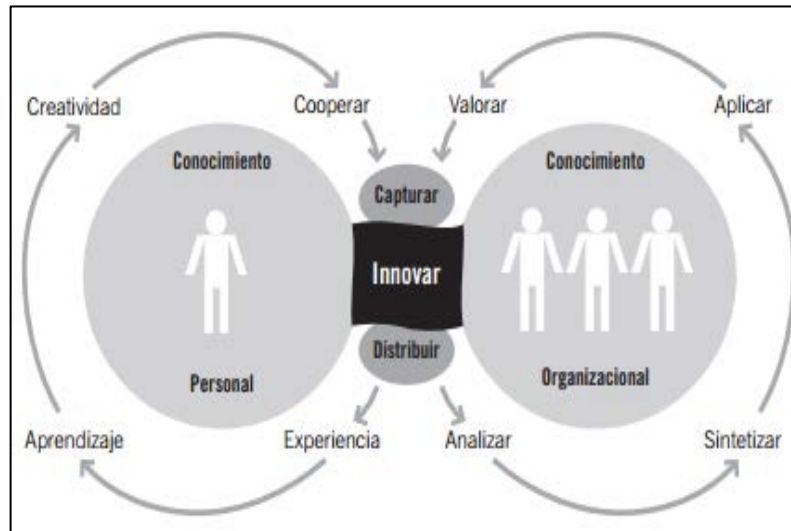 Creatividad
Cooperar
Valorar
Aplicar
Conocimiento
Conocimiento
Capturar
Innovar
Distribuir
Personal
Organizacional
Aprendizaje
Experiencia
Analizar
Sintetizar